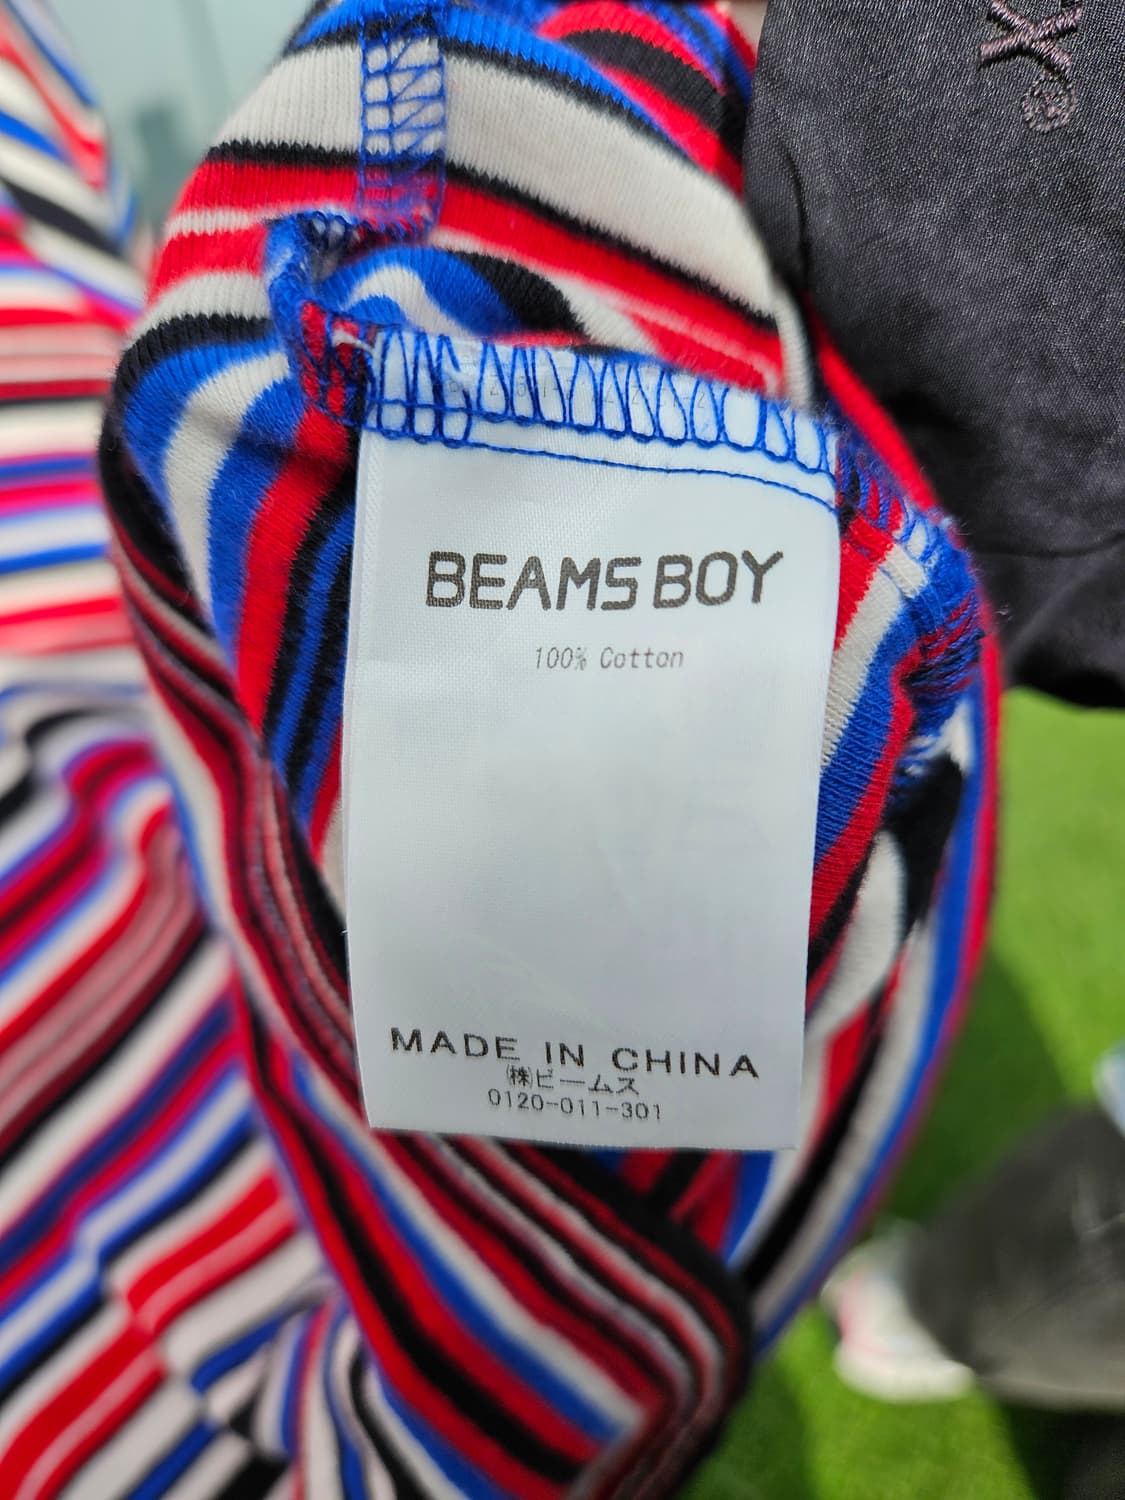 BEAMS BOY
100% Cotton
MADE IN CHINA
㈱ビームス
0120-011-301